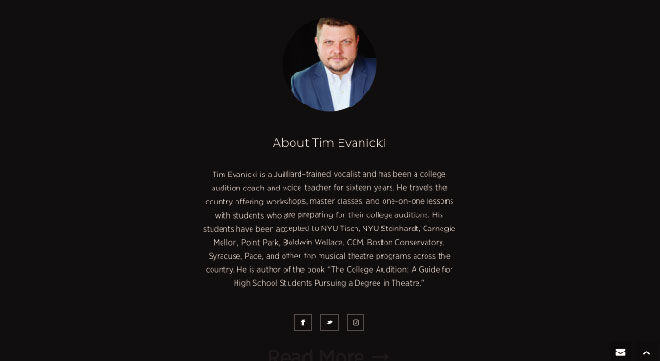 About Tim Evanicki
Tim Evanicki is a Juilliard-trained vocalist and has been a college
audition coach and voice teacher for sixteen years. He travels the
country offering workshops, master classes, and one-on-one lessons
with students who are preparing for their college auditions. His
students have been accepted to NYU Tisch, NYU Steinhardt, Carnegie
Mellon, Point Park, Baldwin Wallace, CCM, Boston Conservatory,
Syracuse, Pace, and other top musical theatre programs across the
country. He is author of the book "The College Audition: A Guide for
High School Students Pursuing a Degree in Theatre."
Read More →